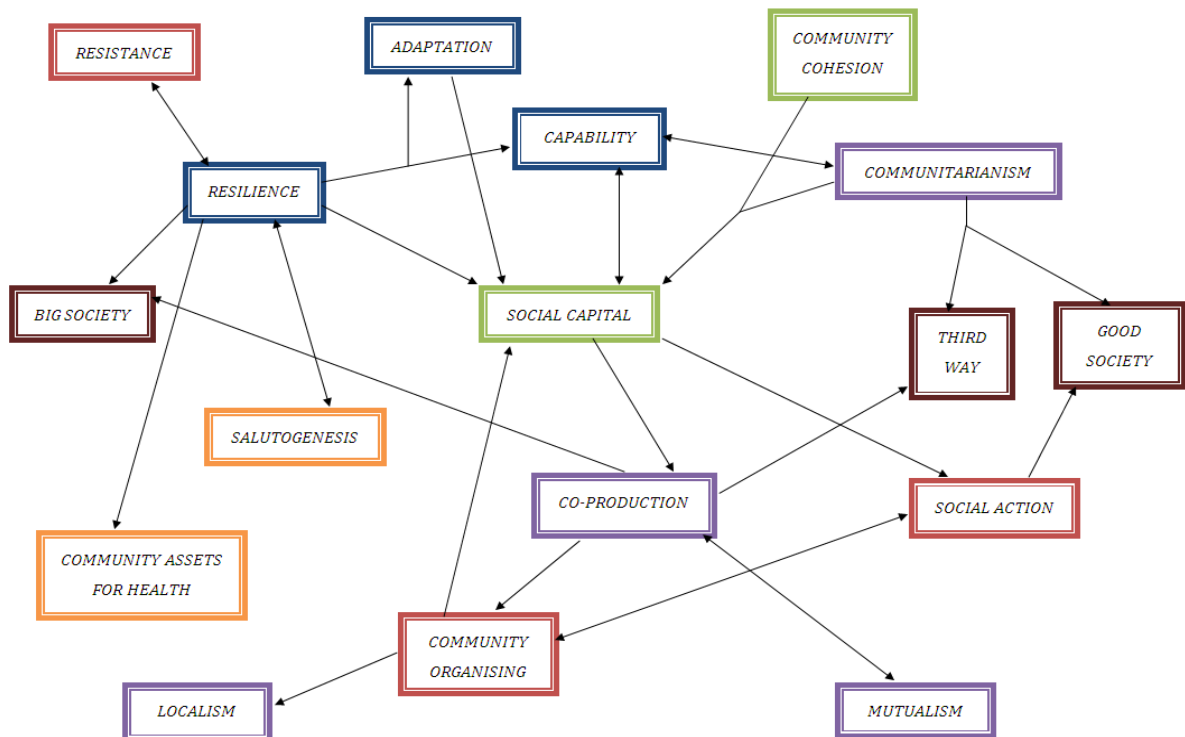 RESISTANCE
ADAPTATION
COMMUNITY
COHESION
CAPABILITY
COMMUNITARIANISM
RESILIENCE
BIG SOCIETY
SOCIAL CAPITAL
THIRD
WAY
GOOD
SOCIETY
SALUTOGENESIS
CO-PRODUCTION
SOCIAL ACTION
COMMUNITY ASSETS
FOR HEALTH
COMMUNITY
ORGANISING
LOCALISM
MUTUALISM